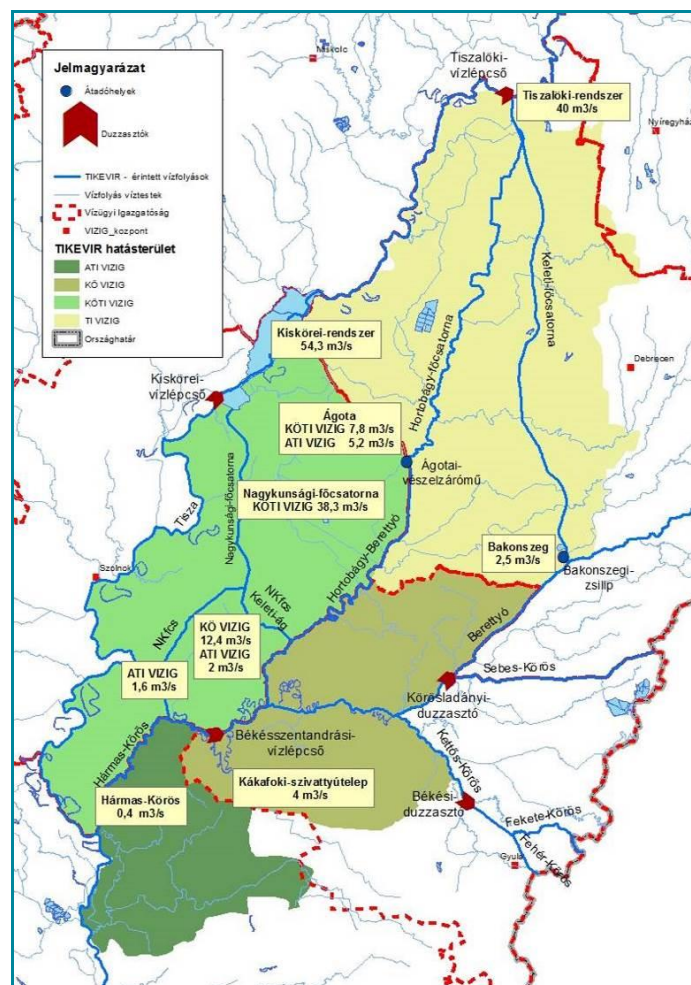 Jelmagyarázat
Átadóhelyek
Duzzasztók
TIKEVIR - érintett vízfolyások
Vízfolyás víztestek
Vízügyi Igazgatóság
VIZIG_kozpont
TIKEVIR hatásterület
ATI VIZIG
KÖ VIZIG
KÖTI VIZIG
TI VIZIG
Országhatár
Miskolc
Tiszalöki-
vízlépcső
Tiszalöki-rendszer
40 m3/s
Nyíregyház
Keleti-főcsatorna
Hortobágy-főcsatorna
Debrecen
Kiskörei-rendszer
54,3 m3/s
Kiskörei-
vízlépcső
Ágota
KÖTI VIZIG 7,8 m3/s
ATI VIZIG 5,2 m3/s
Ágotai-
vészelzárómű
Nagykunsági-főcsatorna
KÖTI VIZIG 38,3 m3/s
Tisza
Nagykunsági-főcsatorna
Hortobágy-Berettyó
Bakonszeg
2,5 m3/s
Bakonszegi-
zsilip
Szolnok
NKfcs
NKfcs
Keleti-ág
KÖ VIZIG
12,4 m3/s
ATI VIZIG
2 m3/s
Berettyó
Sebes-Körös
ATI VIZIG
1,6 m3/s
Körösladányi-
duzzasztó
Hármas-Körös
Békésszentandrási-
vízlépcső
Kettős-Körös
Kákafoki-szivattyútelep
4 m3/s
Hármas-Körös
0,4 m3/s
Békési-
duzzasztó
Fekete-Körös
Fehér-Körös
Gyula